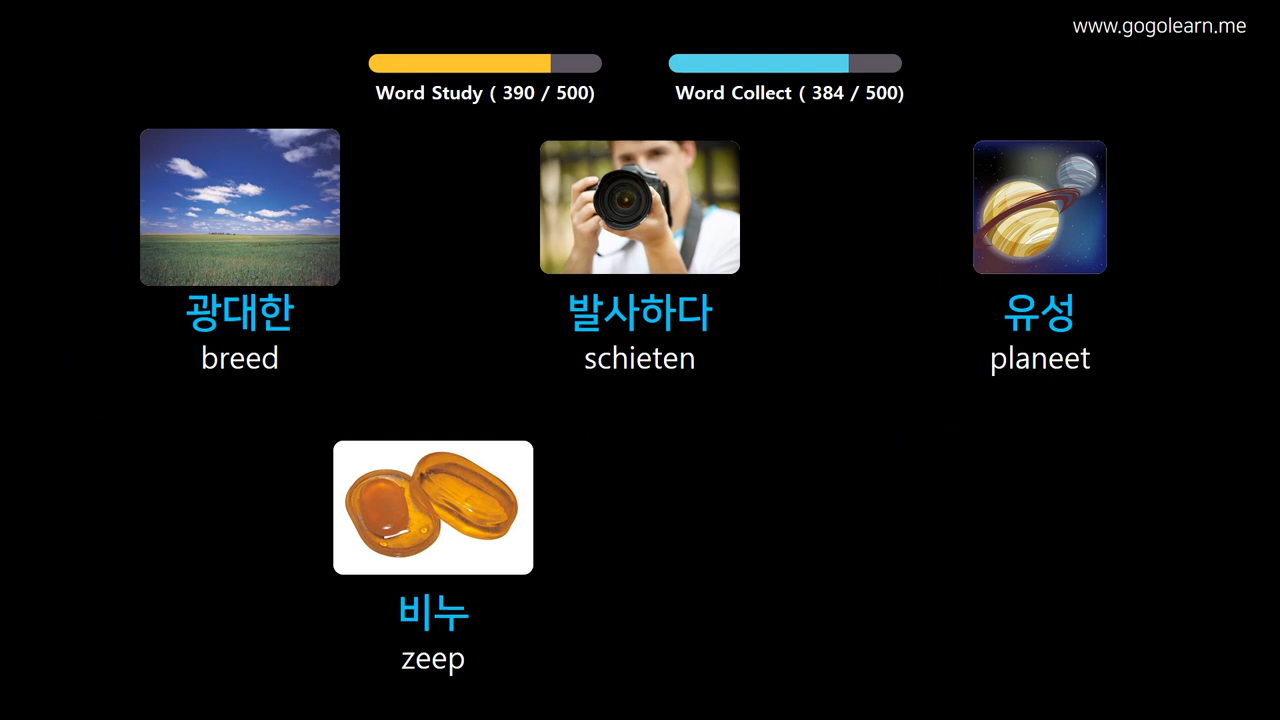 www.gogolearn.me
Word Study ( 390 / 500)
Word Collect ( 384 / 500)
광대한
breed
발사하다
schieten
유성
planeet
비누
zeep